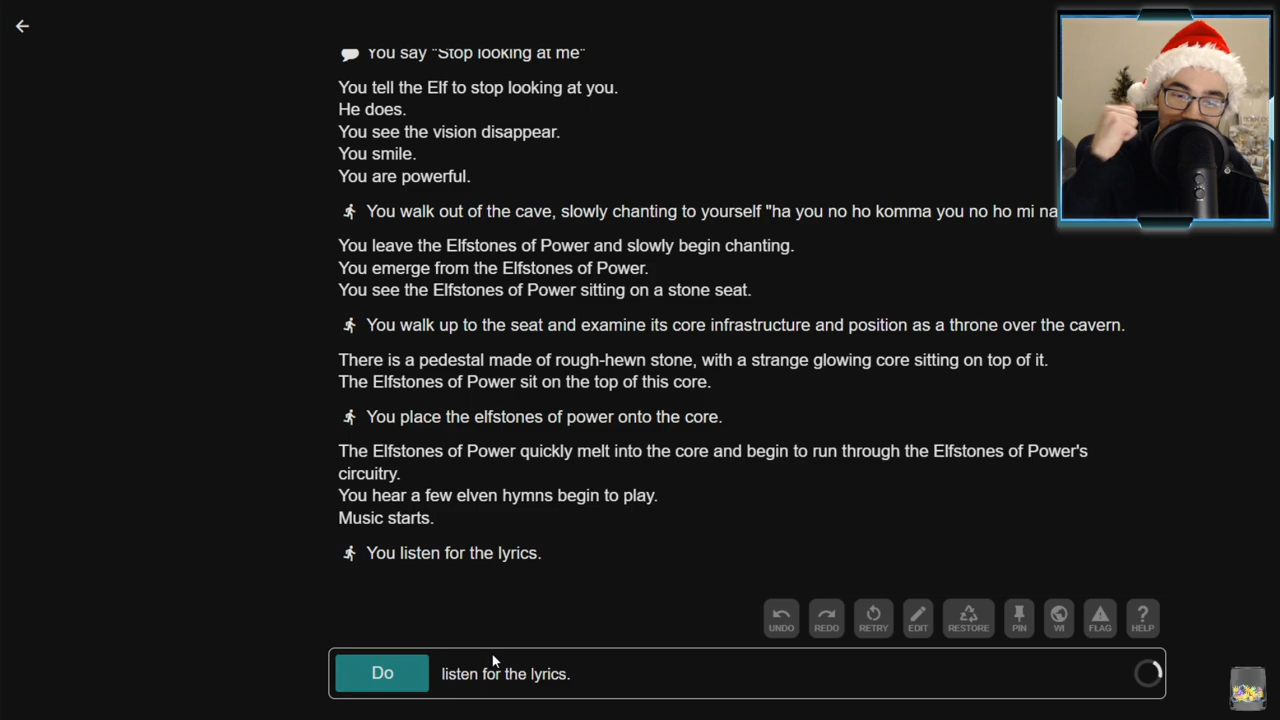 You say "Stop looking at me"
You tell the Elf to stop looking at you.
He does.
You see the vision disappear.
You smile.
You are powerful.
You walk out of the cave, slowly chanting to yourself "ha you no ho komma you no ho mi na
You leave the Elfstones of Power and slowly begin chanting.
You emerge from the Elfstones of Power.
You see the Elfstones of Power sitting on a stone seat.
You walk up to the seat and examine its core infrastructure and position as a throne over the cavern.
There is a pedestal made of rough-hewn stone, with a strange glowing core sitting on top of it.
The Elfstones of Power sit on the top of this core.
You place the elfstones of power onto the core.
The Elfstones of Power quickly melt into the core and begin to run through the Elfstones of Power's
circuitry.
You hear a few elven hymns begin to play.
Music starts.
You listen for the lyrics.
UNDO REDO RETRY EDIT RESTORE PIN WI FLAG HELP
Do listen for the lyrics.